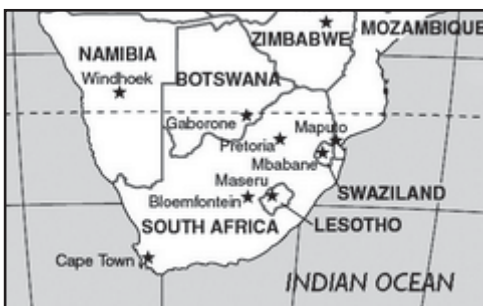 MOZAMBIQUE
ZIMBABWE
NAMIBIA
Windhoek
BOTSWANA
Gaborone
Maputo
Pretoria
Mbabane
Maseru
SWAZILAND
Bloemfontein
SOUTH AFRICA
LESOTHO
Cape Town
INDIAN OCEAN